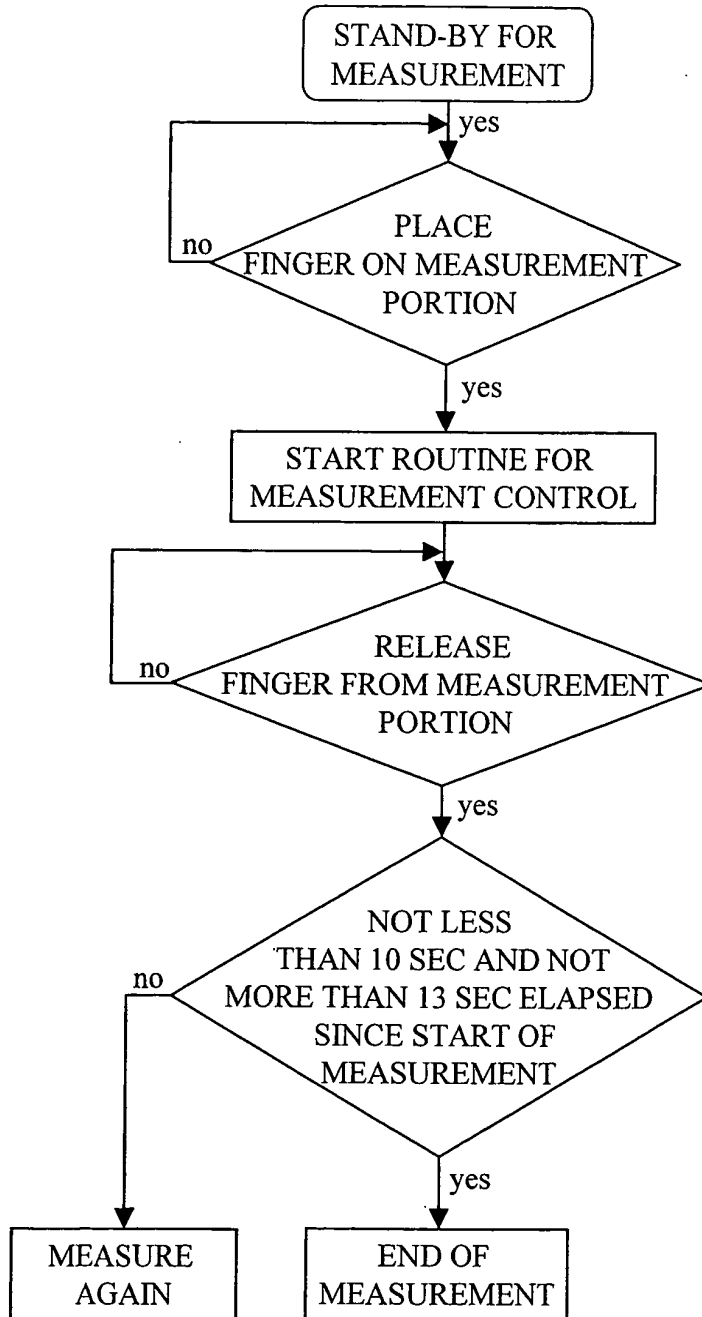 STAND-BY FOR
MEASUREMENT
yes
PLACE
no
FINGER ON MEASUREMENT
PORTION
yes
START ROUTINE FOR
MEASUREMENT CONTROL
RELEASE
no
FINGER FROM MEASUREMENT
PORTION
yes
NOT LESS
THAN 10 SEC AND NOT
no
MORE THAN 13 SEC ELAPSED
SINCE START OF
MEASUREMENT
yes
MEASURE
AGAIN
END OF
MEASUREMENT